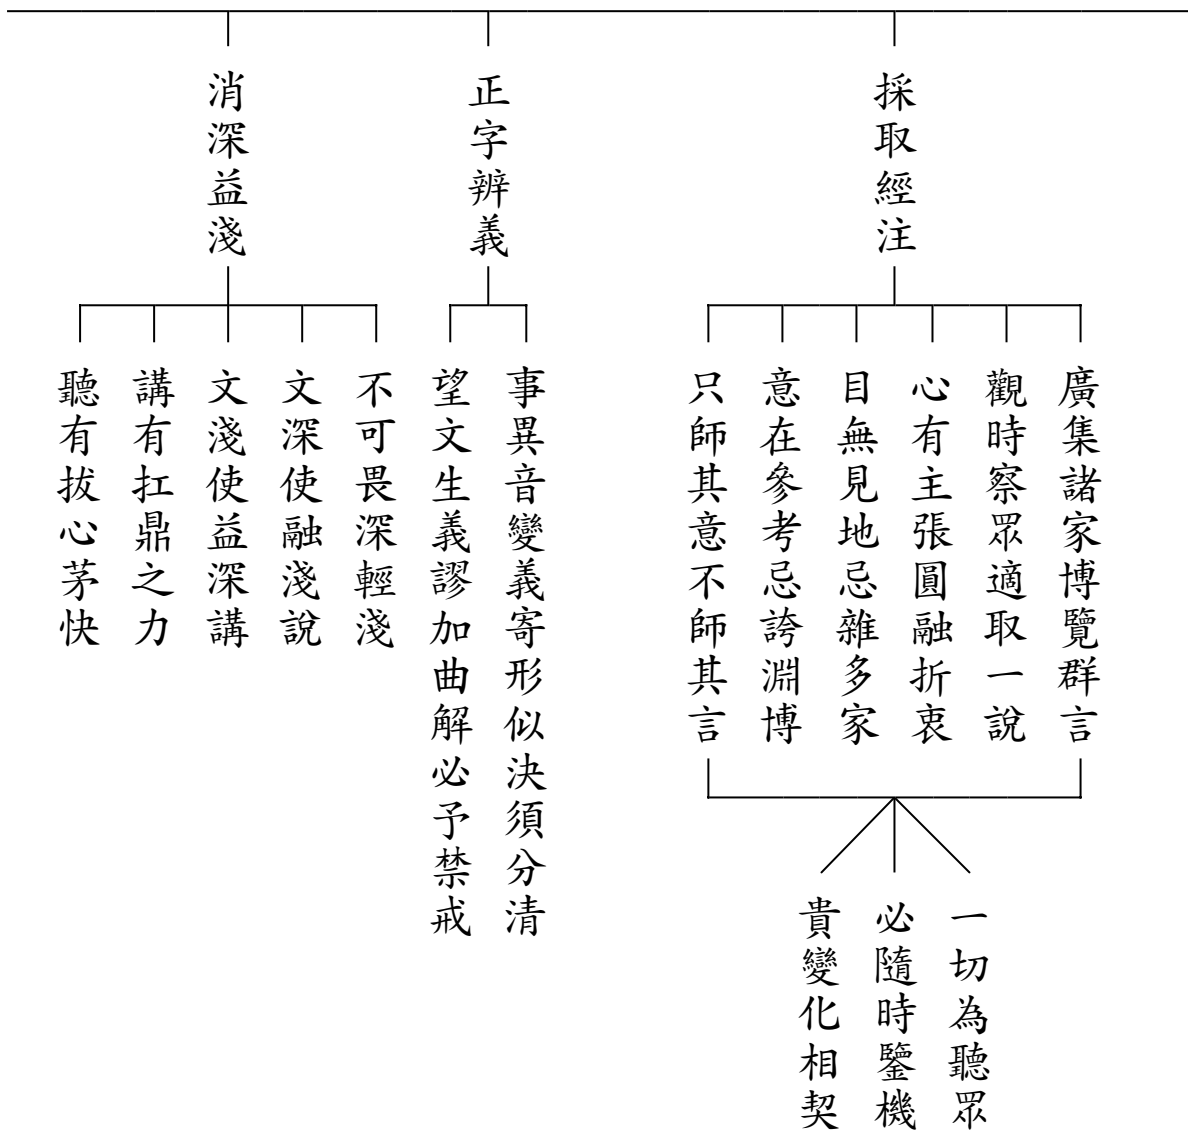 採取經注
廣集諸家博覽群言
觀時察眾適取一說
心有主張圓融折衷
目無見地忌雜多家
意在參考忌誇淵博
只師其意不師其言
一切為聽眾
必隨時鑒機
貴變化相契
正字辨義
事異音變義寄形似決須分清
望文生義謬加曲解必予禁戒
消深益淺
不可畏深輕淺
文深使融淺說
文淺使益深講
講有扛鼎之力
聽有拔心茅快